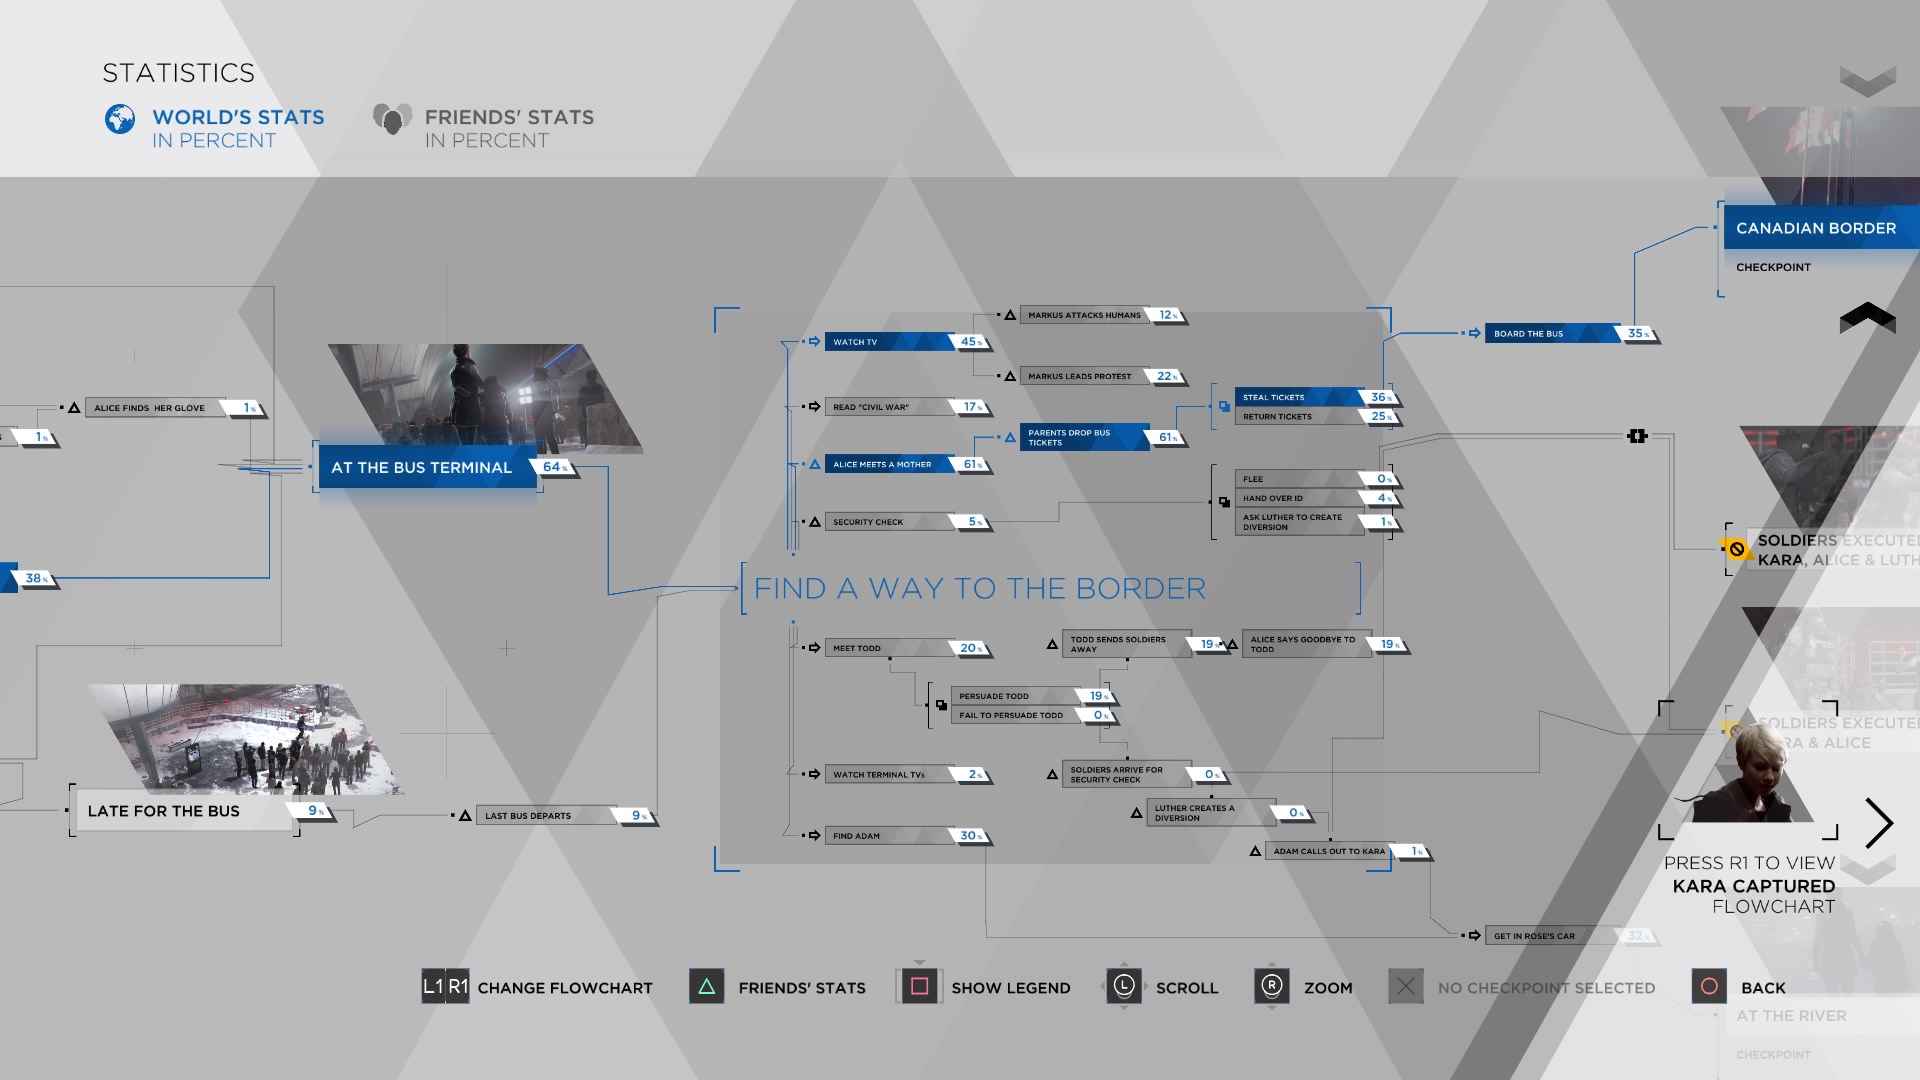 STATISTICS
WORLD'S STATS
IN PERCENT
FRIENDS' STATS
IN PERCENT
CANADIAN BORDER
CHECKPOINT
MARKUS ATTACKS HUMANS 12%
WATCH TV 45%
BOARD THE BUS 35%
MARKUS LEADS PROTEST 22%
STEAL TICKETS 36%
RETURN TICKETS 25%
ALICE FINDS HER GLOVE 1%
READ "CIVIL WAR" 17%
S 1%
PARENTS DROP BUS
TICKETS 61%
AT THE BUS TERMINAL 64%
ALICE MEETS A MOTHER 61%
FLEE 0%
HAND OVER ID 4%
ASK LUTHER TO CREATE
DIVERSION 1%
SECURITY CHECK 5%
SOLDIERS EXECUTED
KARA, ALICE & LUTH
38%
FIND A WAY TO THE BORDER
MEET TODD 20%
TODD SENDS SOLDIERS
AWAY 19%
ALICE SAYS GOODBYE TO
TODD 19%
PERSUADE TODD 19%
FAIL TO PERSUADE TODD 0%
SOLDIERS EXECUTED
RA & ALICE
WATCH TERMINAL TVs 2%
SOLDIERS ARRIVE FOR
SECURITY CHECK 0%
LATE FOR THE BUS 9%
LAST BUS DEPARTS 9%
LUTHER CREATES A
DIVERSION 0%
FIND ADAM 30%
ADAM CALLS OUT TO KARA 1%
PRESS R1 TO VIEW
KARA CAPTURED
FLOWCHART
GET IN ROSE'S CAR 32%
L1 R1 CHANGE FLOWCHART
FRIENDS' STATS
SHOW LEGEND
L SCROLL
R ZOOM
NO CHECKPOINT SELECTED
BACK
AT THE RIVER
CHECKPOINT